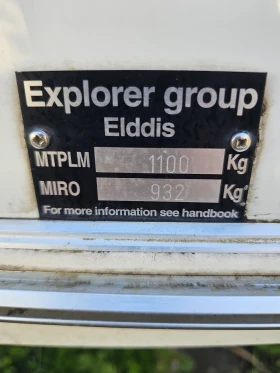 Explorer group
Elddis
MTPLM 1100 Kg
MIRO 932 Kg
For more information see handbook